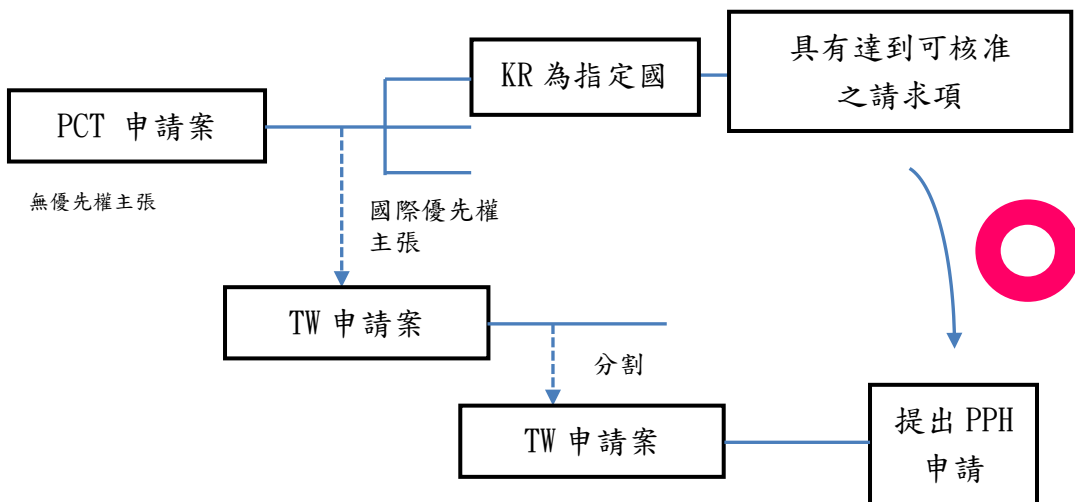 KR 為指定國
具有達到可核准
之請求項
PCT 申請案
無優先權主張
國際優先權
主張
TW 申請案
分割
TW 申請案
提出 PPH
申請